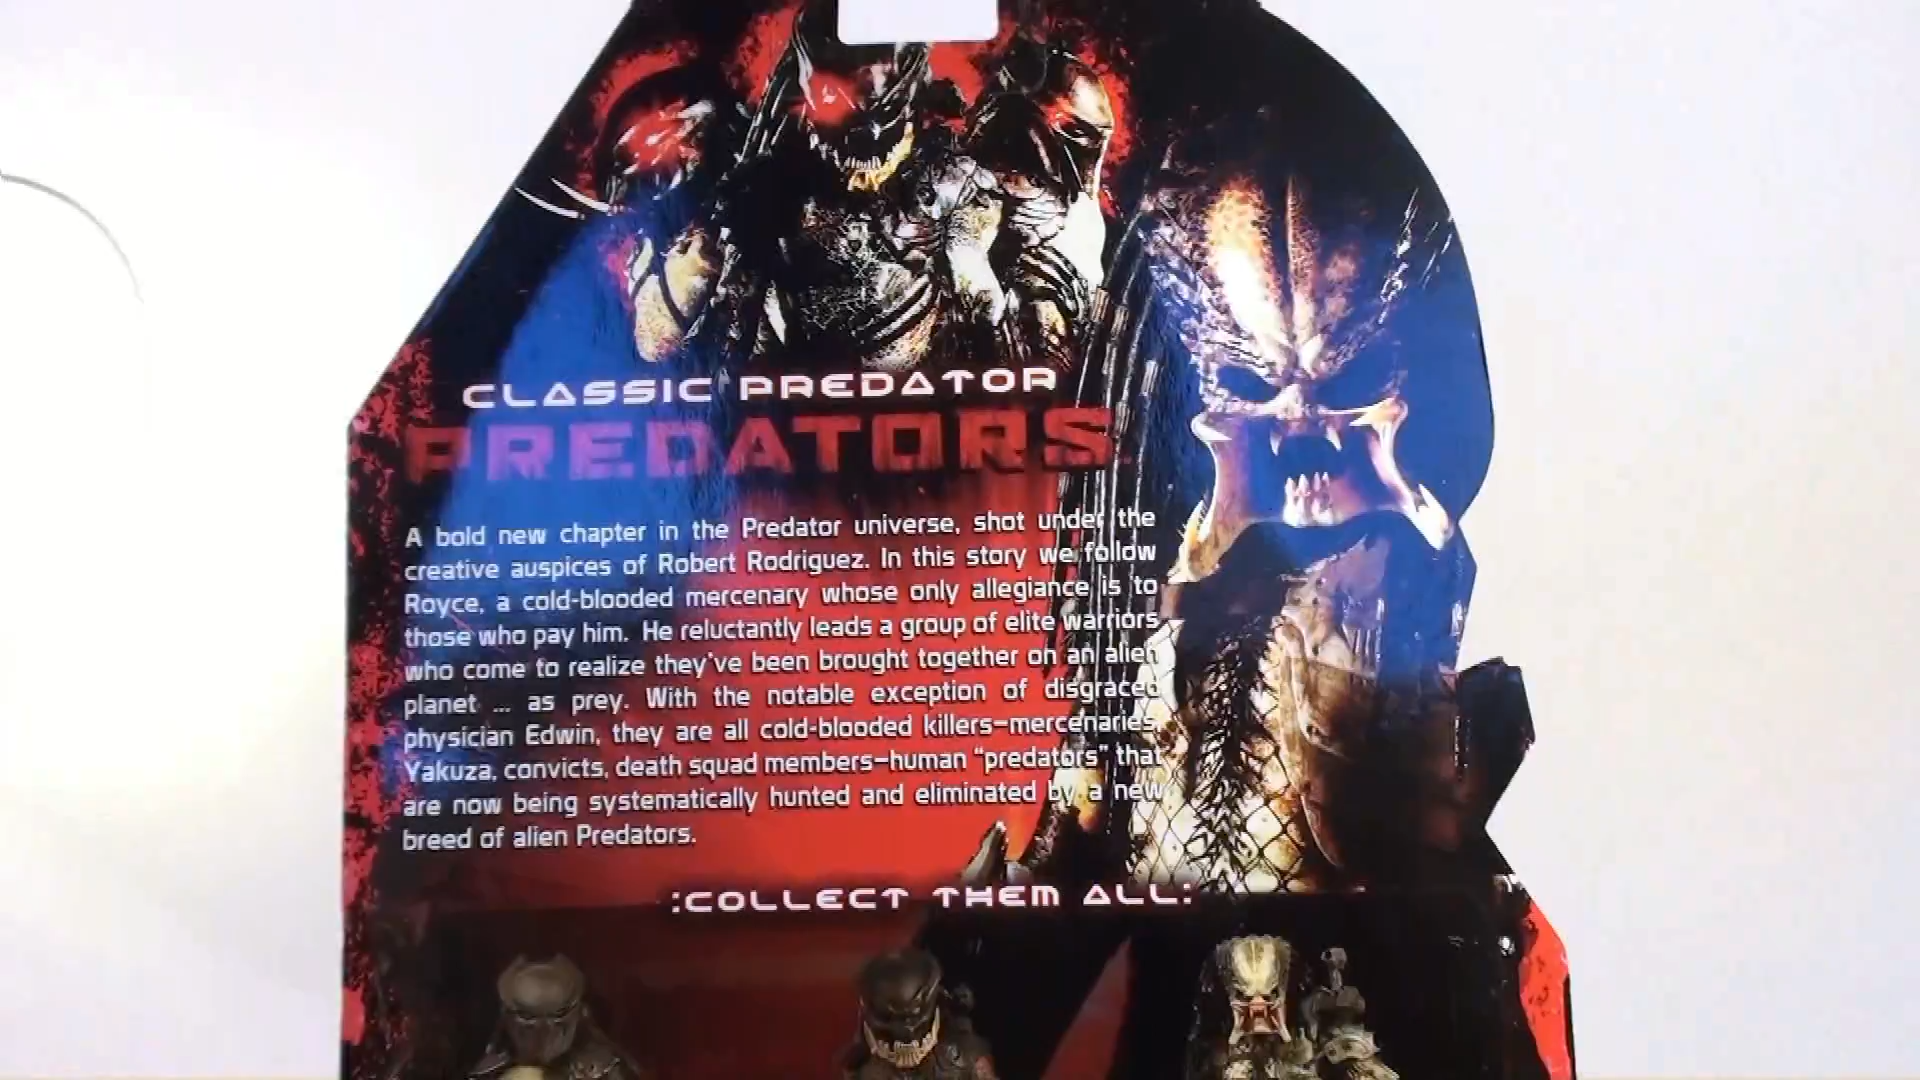 CLASSIC PREDATOR
PREDATORS
A bold new chapter in the Predator universe, shot under the
creative auspices of Robert Rodriguez. In this story we follow
Royce, a cold-blooded mercenary whose only allegiance is to
those who pay him. He reluctantly leads a group of elite warriors
who come to realize they've been brought together on an alien
planet ... as prey. With the notable exception of disgraced
physician Edwin, they are all cold-blooded killers—mercenaries,
Yakuza, convicts, death squad members—human “predators” that
are now being systematically hunted and eliminated by a new
breed of alien Predators.
:COLLECT THEM ALL: